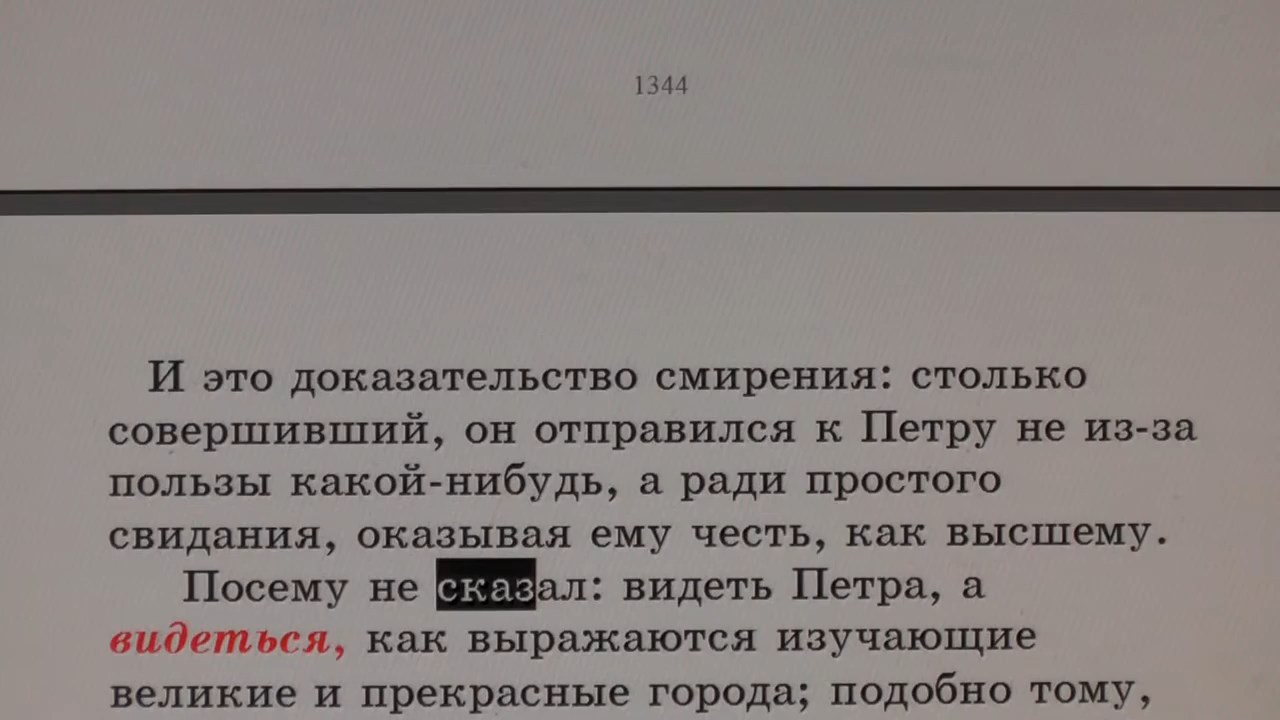 1344
И это доказательство смирения: столько
совершивший, он отправился к Петру не из-за
пользы какой-нибудь, а ради простого
свидания, оказывая ему честь, как высшему.
Посему не сказал: видеть Петра, а
видеться, как выражаются изучающие
великие и прекрасные города; подобно тому,